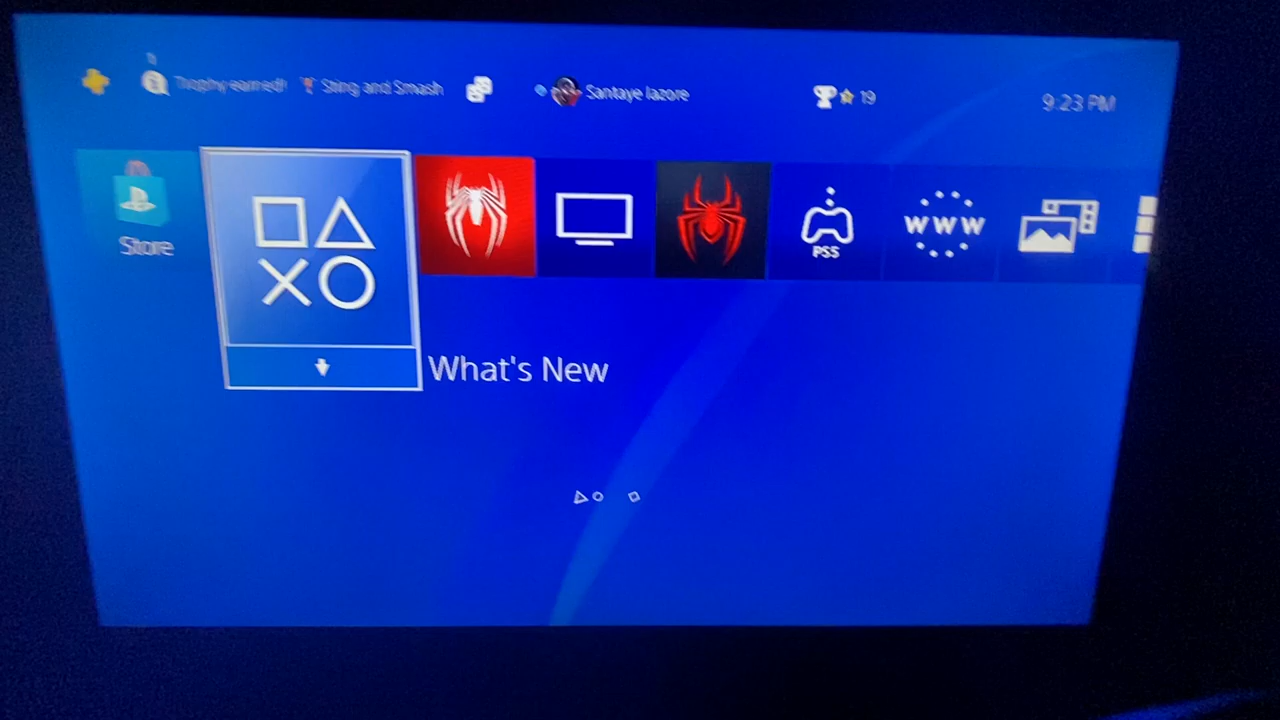 Trophy earned! Sting and Smash Santaye lazore 19 9:23 PM
Store
PS5
WWW
What's New